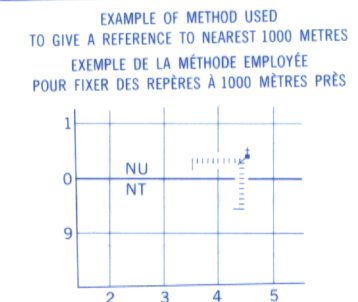 EXAMPLE OF METHOD USED
TO GIVE A REFERENCE TO NEAREST 1000 METRES
EXEMPLE DE LA MÉTHODE EMPLOYÉE
POUR FIXER DES REPÈRES À 1000 MÈTRES PRÈS
1
NU
0
NT
9
2 3 4 5